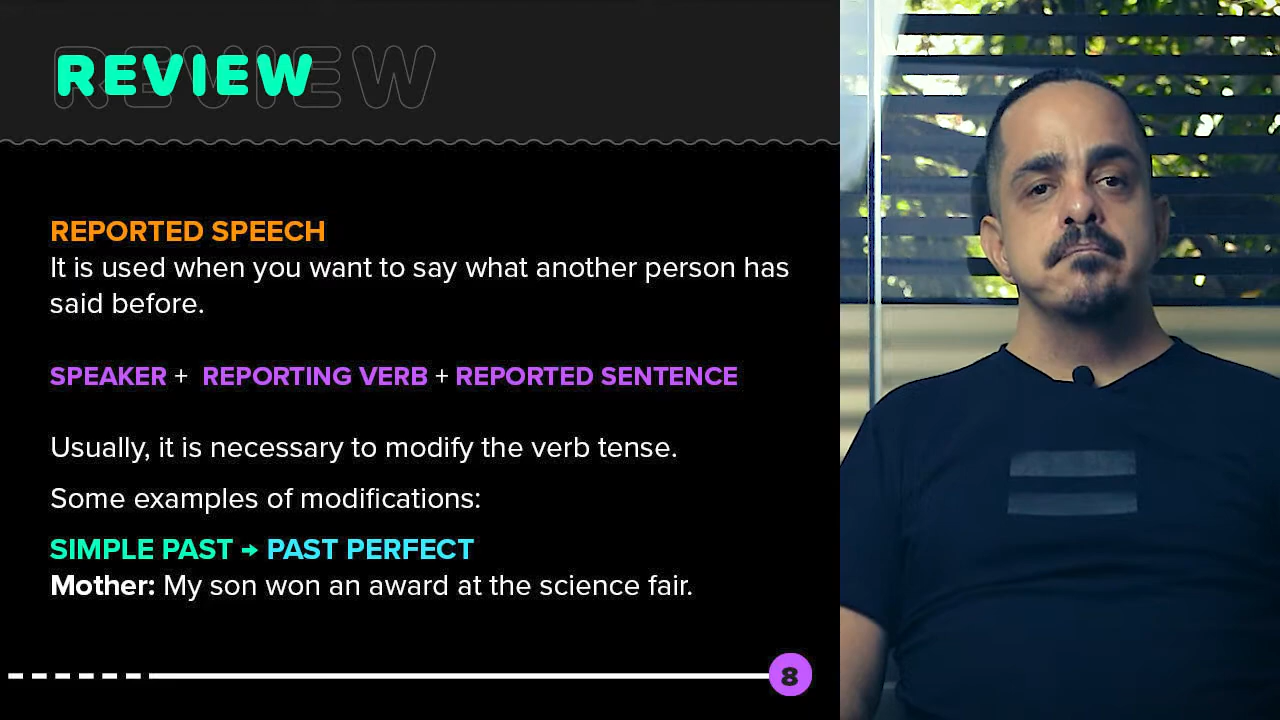 REVIEW
REPORTED SPEECH
It is used when you want to say what another person has
said before.
SPEAKER + REPORTING VERB + REPORTED SENTENCE
Usually, it is necessary to modify the verb tense.
Some examples of modifications:
SIMPLE PAST → PAST PERFECT
Mother: My son won an award at the science fair.
8